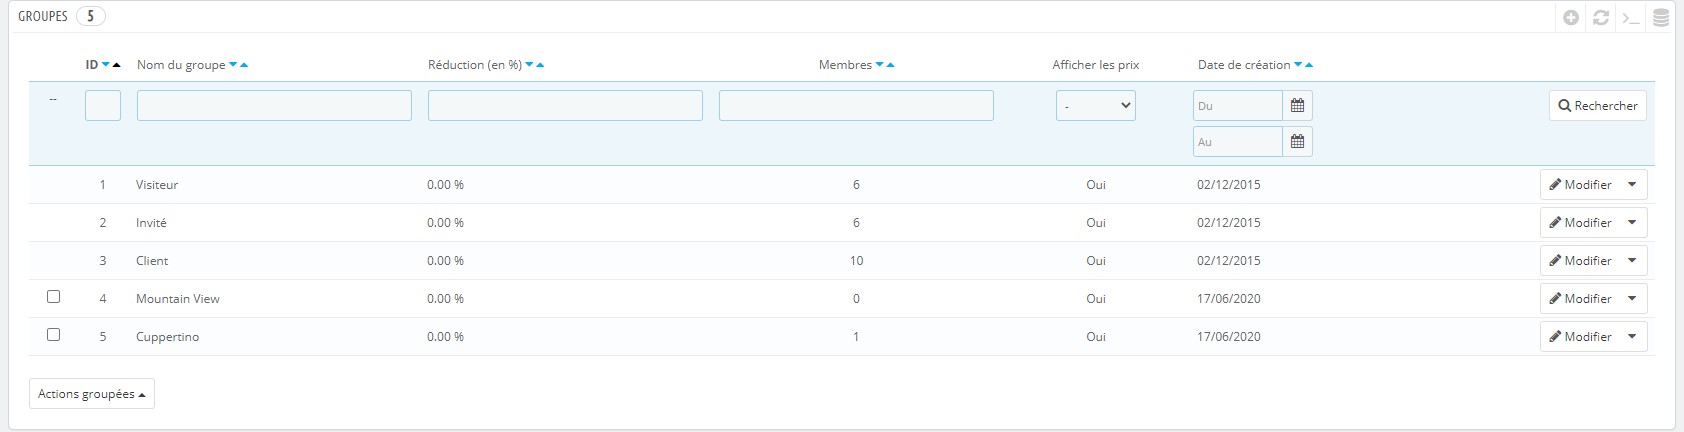 GROUPES 5
ID Nom du groupe Réduction (en %) Membres Afficher les prix Date de création
-- - Du Rechercher
Au
1 Visiteur 0.00 % 6 Oui 02/12/2015 Modifier
2 Invité 0.00 % 6 Oui 02/12/2015 Modifier
3 Client 0.00 % 10 Oui 02/12/2015 Modifier
4 Mountain View 0.00 % 0 Oui 17/06/2020 Modifier
5 Cuppertino 0.00 % 1 Oui 17/06/2020 Modifier
Actions groupées